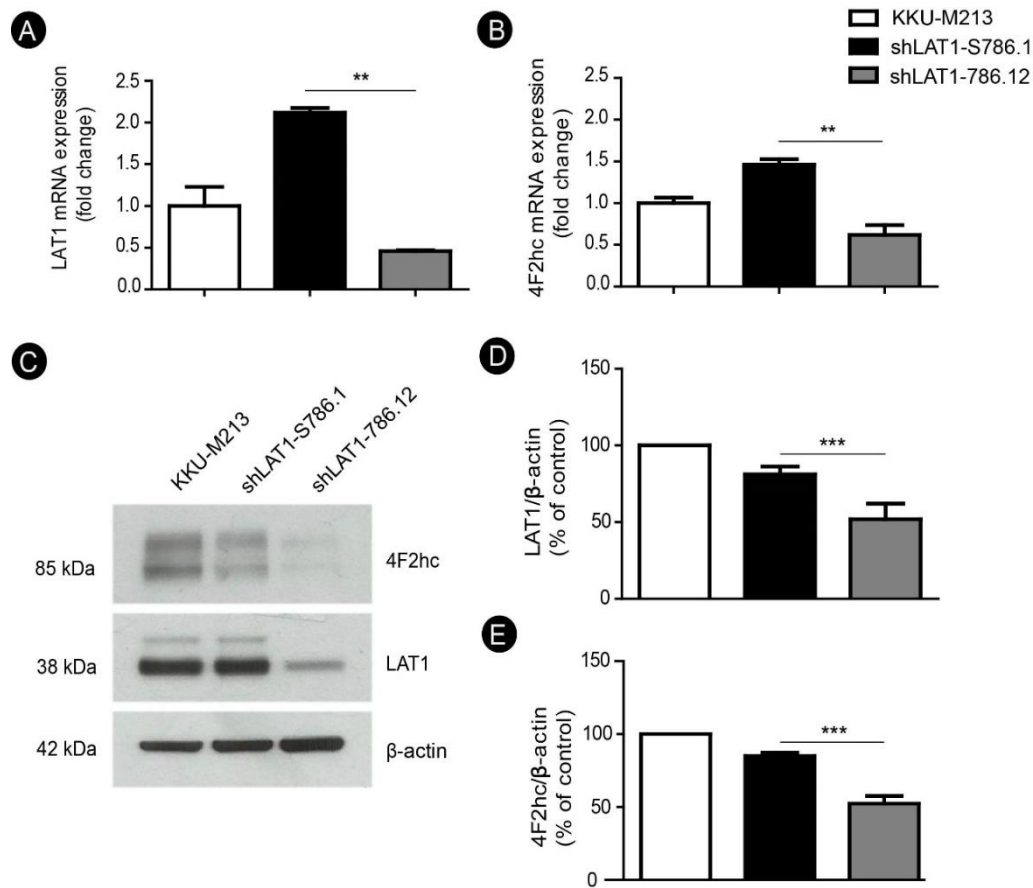 A
LAT1 mRNA expression
(fold change)
2.5
2.0
1.5
1.0
0.5
0.0
**
B
4F2hc mRNA expression
(fold change)
2.5
2.0
1.5
1.0
0.5
0.0
**
KKU-M213
shLAT1-S786.1
shLAT1-786.12
C
KKU-M213
shLAT1-S786.1
shLAT1-786.12
85 kDa
4F2hc
38 kDa
LAT1
42 kDa
β-actin
D
LAT1/β-actin
(% of control)
150
100
50
0
***
E
4F2hc/β-actin
(% of control)
150
100
50
0
***